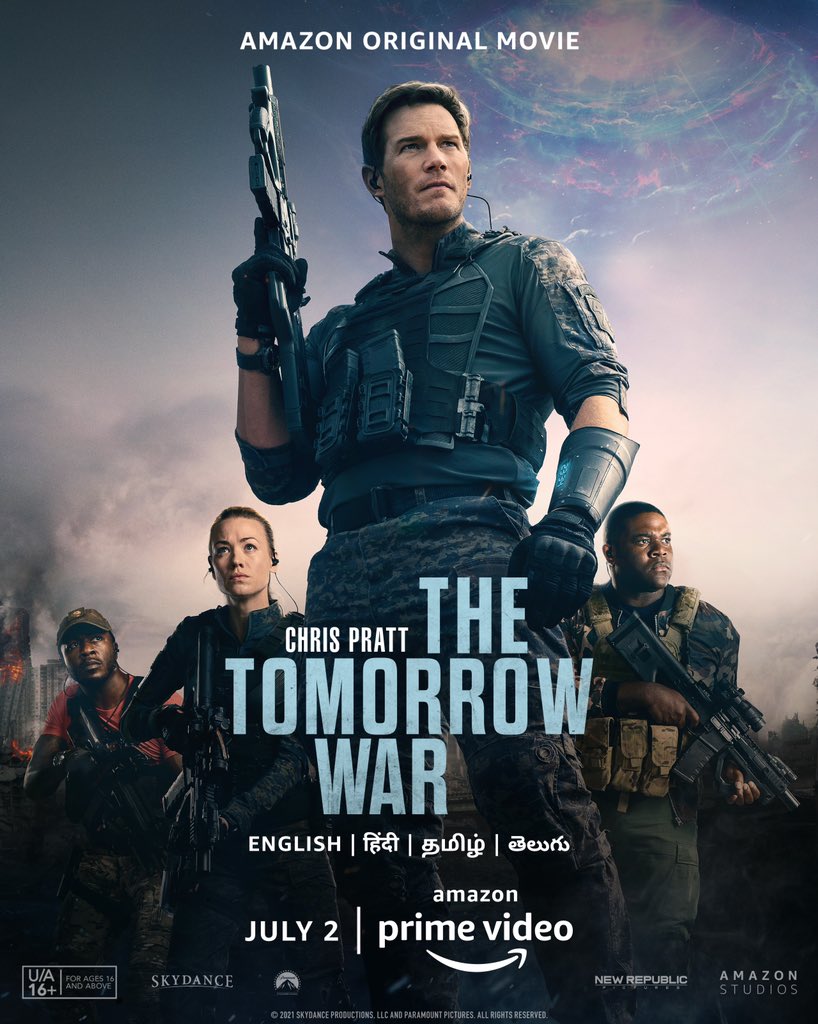 AMAZON ORIGINAL MOVIE
CHRIS PRATT THE
TOMORROW
WAR
ENGLISH | हिंदी | தமிழ் | తెలుగు
JULY 2 | amazon prime video
U/A 16+ | FOR AGES 16 AND ABOVE
SKYDANCE
NEW REPUBLIC
PICTURES
AMAZON
STUDIOS
© 2021 SKYDANCE PRODUCTIONS, LLC AND PARAMOUNT PICTURES. ALL RIGHTS RESERVED.